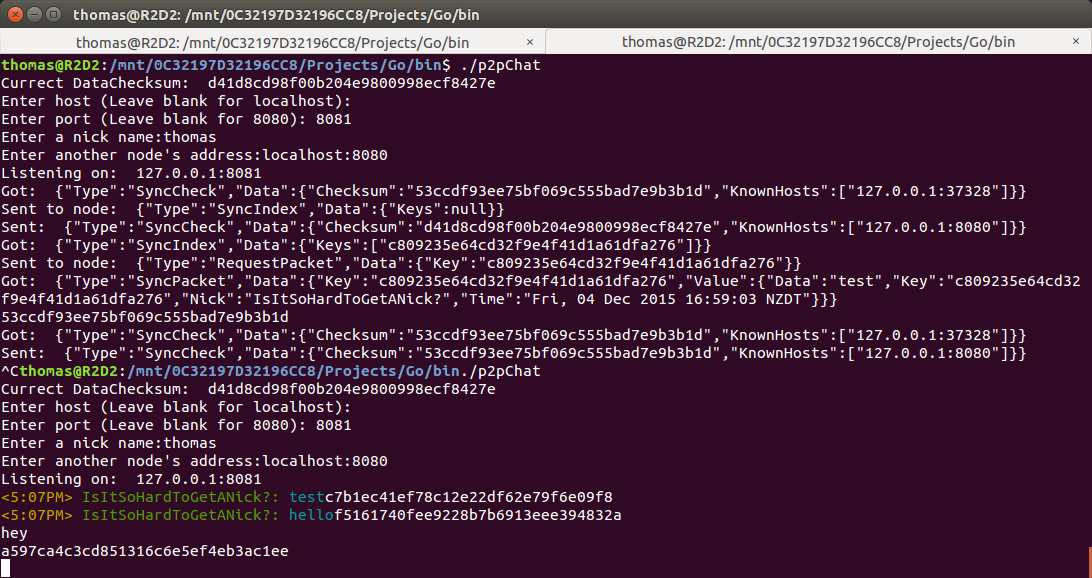 thomas@R2D2: /mnt/0C32197D32196CC8/Projects/Go/bin
thomas@R2D2: /mnt/0C32197D32196CC8/Projects/Go/bin × thomas@R2D2: /mnt/0C32197D32196CC8/Projects/Go/bin ×
thomas@R2D2:/mnt/0C32197D32196CC8/Projects/Go/bin$ ./p2pChat
Currect DataChecksum:  d41d8cd98f00b204e9800998ecf8427e
Enter host (Leave blank for localhost):
Enter port (Leave blank for 8080): 8081
Enter a nick name:thomas
Enter another node's address:localhost:8080
Listening on:  127.0.0.1:8081
Got:  {"Type":"SyncCheck","Data":{"Checksum":"53ccdf93ee75bf069c555bad7e9b3b1d","KnownHosts":["127.0.0.1:37328"]}}
Sent to node:  {"Type":"SyncIndex","Data":{"Keys":null}}
Sent:  {"Type":"SyncCheck","Data":{"Checksum":"d41d8cd98f00b204e9800998ecf8427e","KnownHosts":["127.0.0.1:8080"]}}
Got:  {"Type":"SyncIndex","Data":{"Keys":["c809235e64cd32f9e4f41d1a61dfa276"]}}
Sent to node:  {"Type":"RequestPacket","Data":{"Key":"c809235e64cd32f9e4f41d1a61dfa276"}}
Got:  {"Type":"SyncPacket","Data":{"Key":"c809235e64cd32f9e4f41d1a61dfa276","Value":{"Data":"test","Key":"c809235e64cd32
f9e4f41d1a61dfa276","Nick":"IsItSoHardToGetANick?","Time":"Fri, 04 Dec 2015 16:59:03 NZDT"}}}
53ccdf93ee75bf069c555bad7e9b3b1d
Got:  {"Type":"SyncCheck","Data":{"Checksum":"53ccdf93ee75bf069c555bad7e9b3b1d","KnownHosts":["127.0.0.1:37328"]}}
Sent:  {"Type":"SyncCheck","Data":{"Checksum":"53ccdf93ee75bf069c555bad7e9b3b1d","KnownHosts":["127.0.0.1:8080"]}}
^Cthomas@R2D2:/mnt/0C32197D32196CC8/Projects/Go/bin./p2pChat
Currect DataChecksum:  d41d8cd98f00b204e9800998ecf8427e
Enter host (Leave blank for localhost):
Enter port (Leave blank for 8080): 8081
Enter a nick name:thomas
Enter another node's address:localhost:8080
Listening on:  127.0.0.1:8081
<5:07PM> IsItSoHardToGetANick?: testc7b1ec41ef78c12e22df62e79f6e09f8
<5:07PM> IsItSoHardToGetANick?: hellof5161740fee9228b7b6913eee394832a
hey
a597ca4c3cd851316c6e5ef4eb3ac1ee